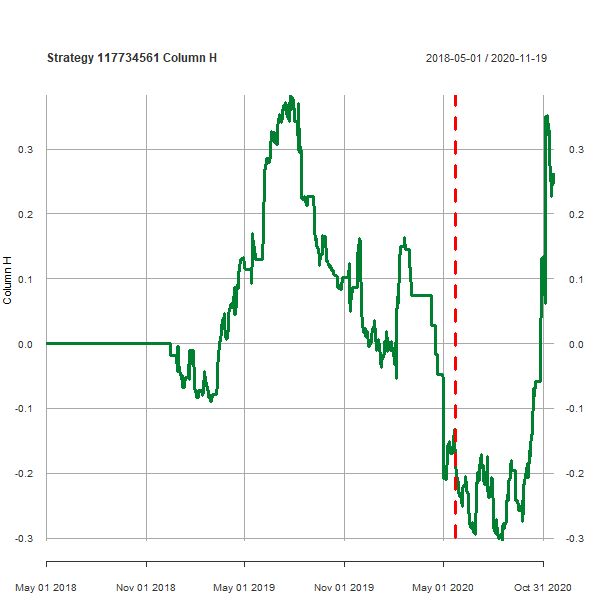 Strategy 117734561 Column H
2018-05-01 / 2020-11-19
Column H
0.3
0.2
0.1
0.0
-0.1
-0.2
-0.3
0.3
0.2
0.1
0.0
-0.1
-0.2
-0.3
May 01 2018
Nov 01 2018
May 01 2019
Nov 01 2019
May 01 2020
Oct 31 2020